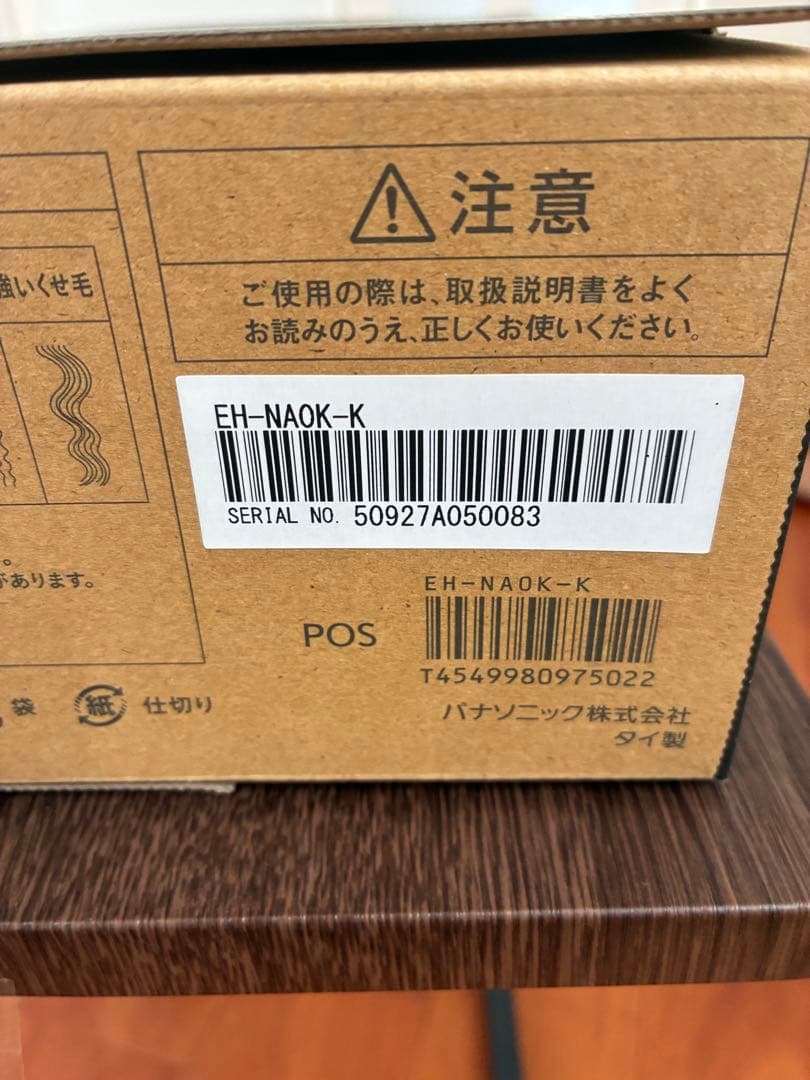 注意
ご使用の際は、取扱説明書をよく
お読みのうえ、正しくお使いください。
強いくせ毛
EH-NA0K-K
SERIAL NO. 50927A050083
。
があります。
EH-NA0K-K
POS
T4549980975022
袋 紙 仕切り
パナソニック株式会社
タイ製